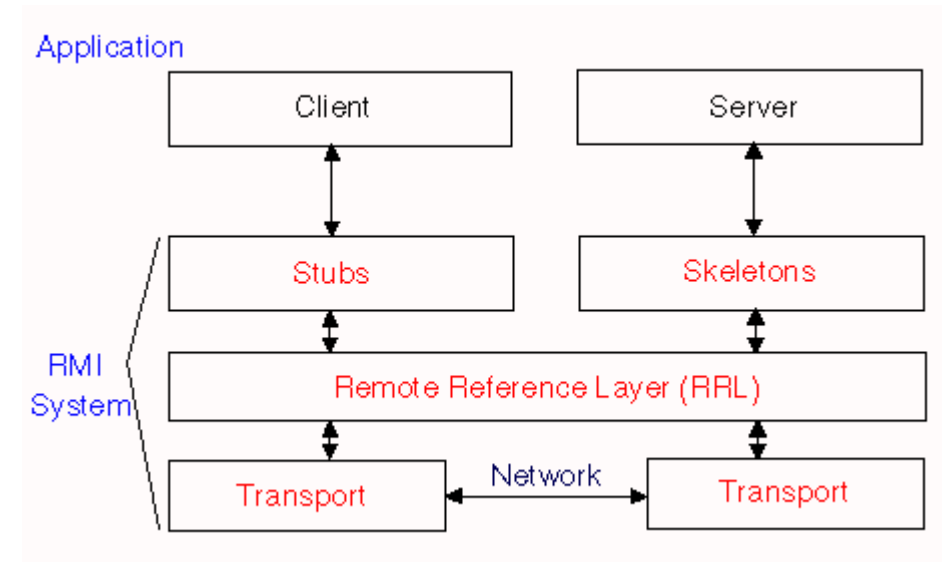 Application
Client
Server
Stubs
Skeletons
RMI
System
Remote Reference Layer (RRL)
Transport
Network
Transport